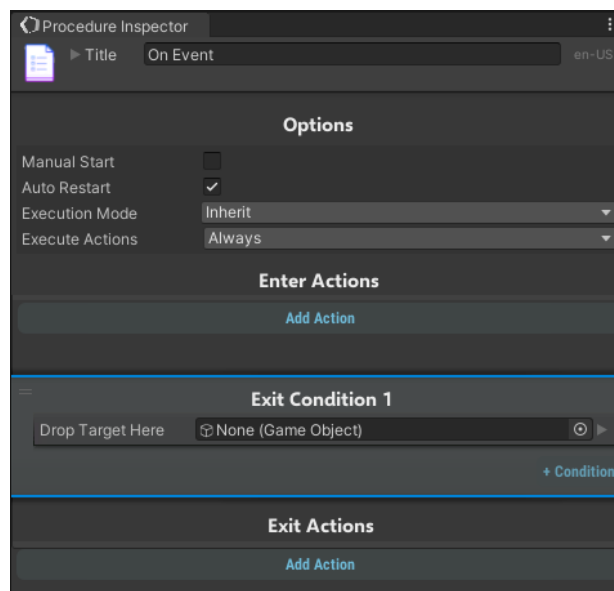 Procedure Inspector
Title On Event en-US
Options
Manual Start
Auto Restart
Execution Mode Inherit
Execute Actions Always
Enter Actions
Add Action
Exit Condition 1
Drop Target Here None (Game Object)
+ Condition
Exit Actions
Add Action